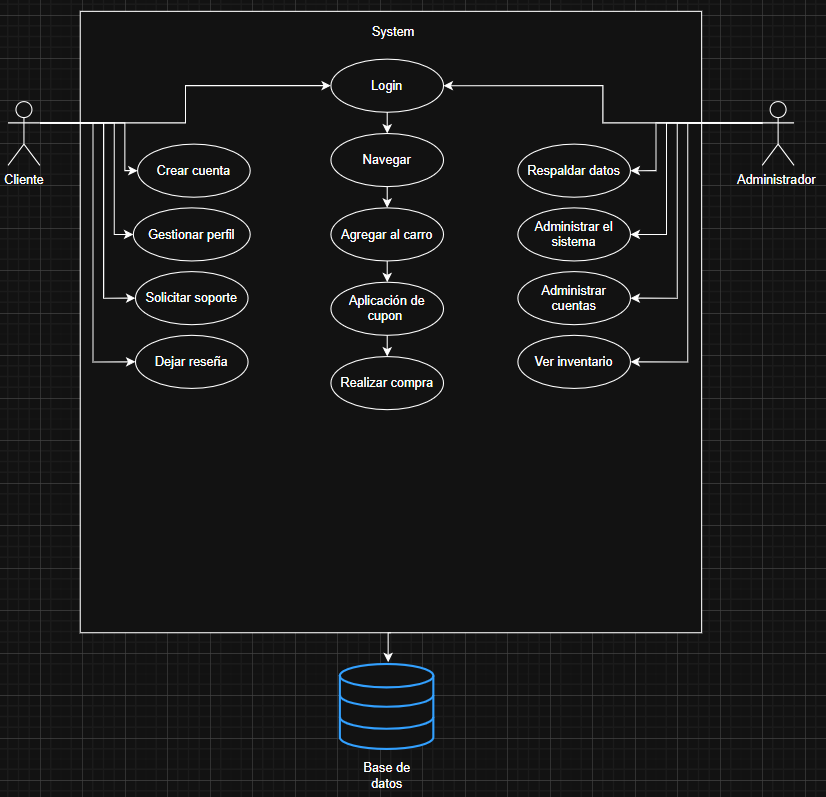 System
Login
Navegar
Agregar al carro
Aplicación de
cupon
Realizar compra
Cliente
Crear cuenta
Gestionar perfil
Solicitar soporte
Dejar reseña
Administrador
Respaldar datos
Administrar el
sistema
Administrar
cuentas
Ver inventario
Base de
datos